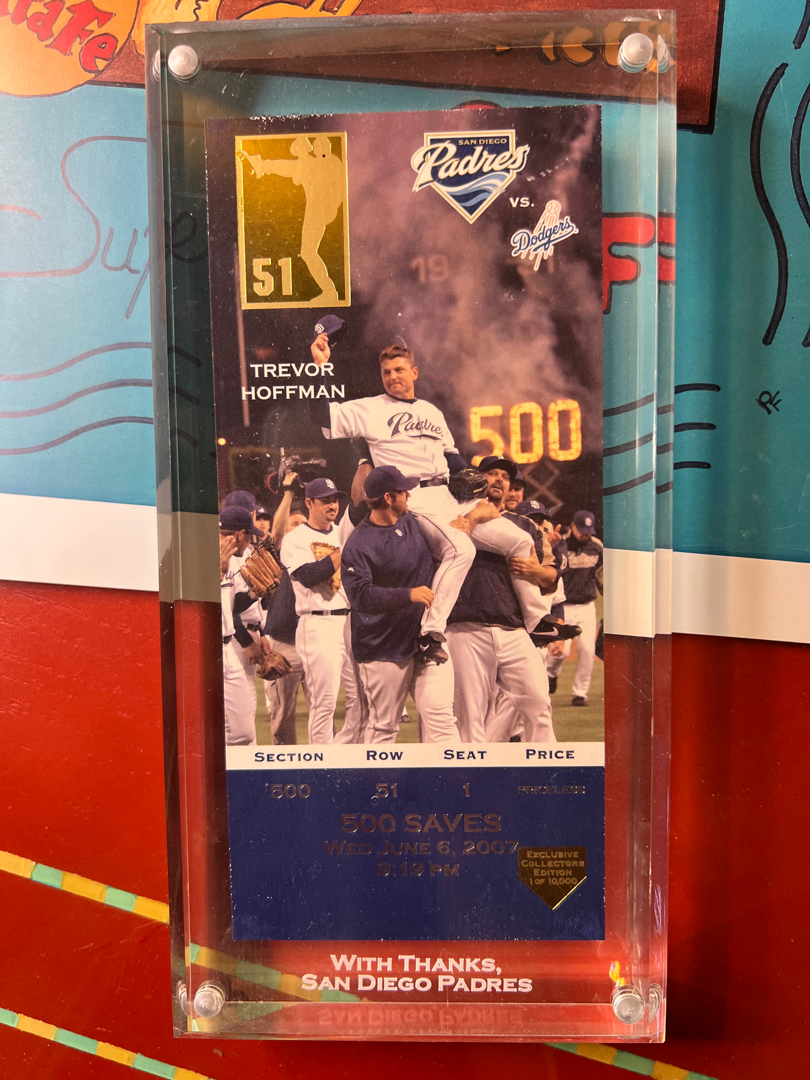 SAN DIEGO
Padres
VS.
Dodgers
51
19
TREVOR
HOFFMAN
500
Padres
SECTION ROW SEAT PRICE
500 51 1 PRICELESS
500 SAVES
WED, JUNE 6, 2007
9:19 PM
EXCLUSIVE
COLLECTORS
EDITION
1 OF 10,000
WITH THANKS,
SAN DIEGO PADRES